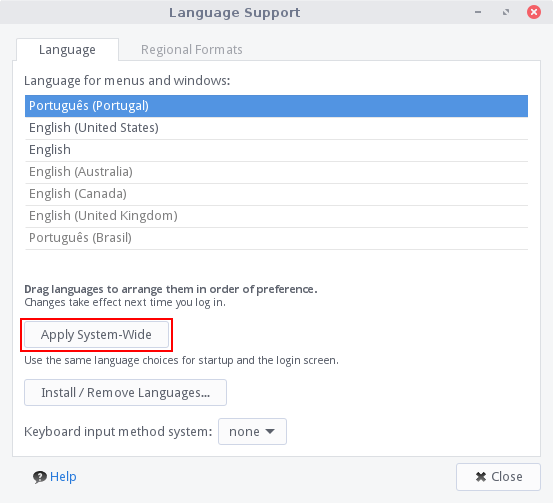 Language Support
Language
Regional Formats
Language for menus and windows:
Português (Portugal)
English (United States)
English
English (Australia)
English (Canada)
English (United Kingdom)
Português (Brasil)
Drag languages to arrange them in order of preference.
Changes take effect next time you log in.
Apply System-Wide
Use the same language choices for startup and the login screen.
Install / Remove Languages...
Keyboard input method system: none
Help
Close